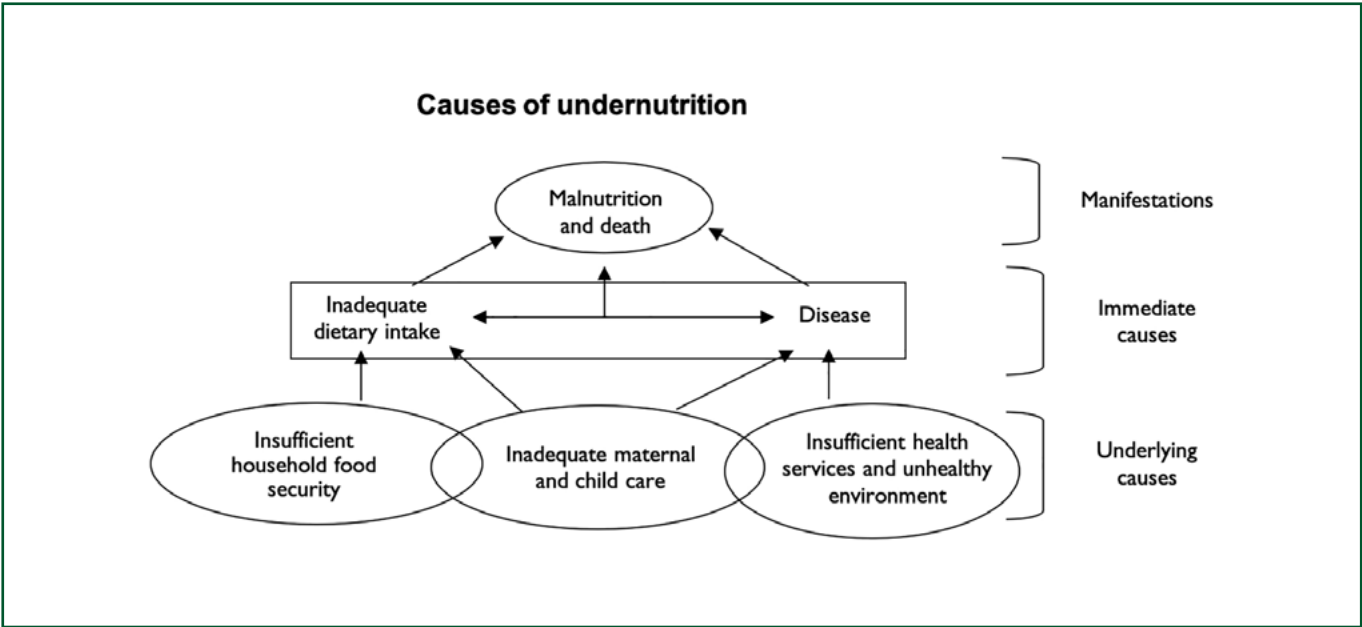 Causes of undernutrition
Malnutrition
and death
Manifestations
Inadequate
dietary intake
Disease
Immediate
causes
Insufficient
household food
security
Inadequate maternal
and child care
Insufficient health
services and unhealthy
environment
Underlying
causes